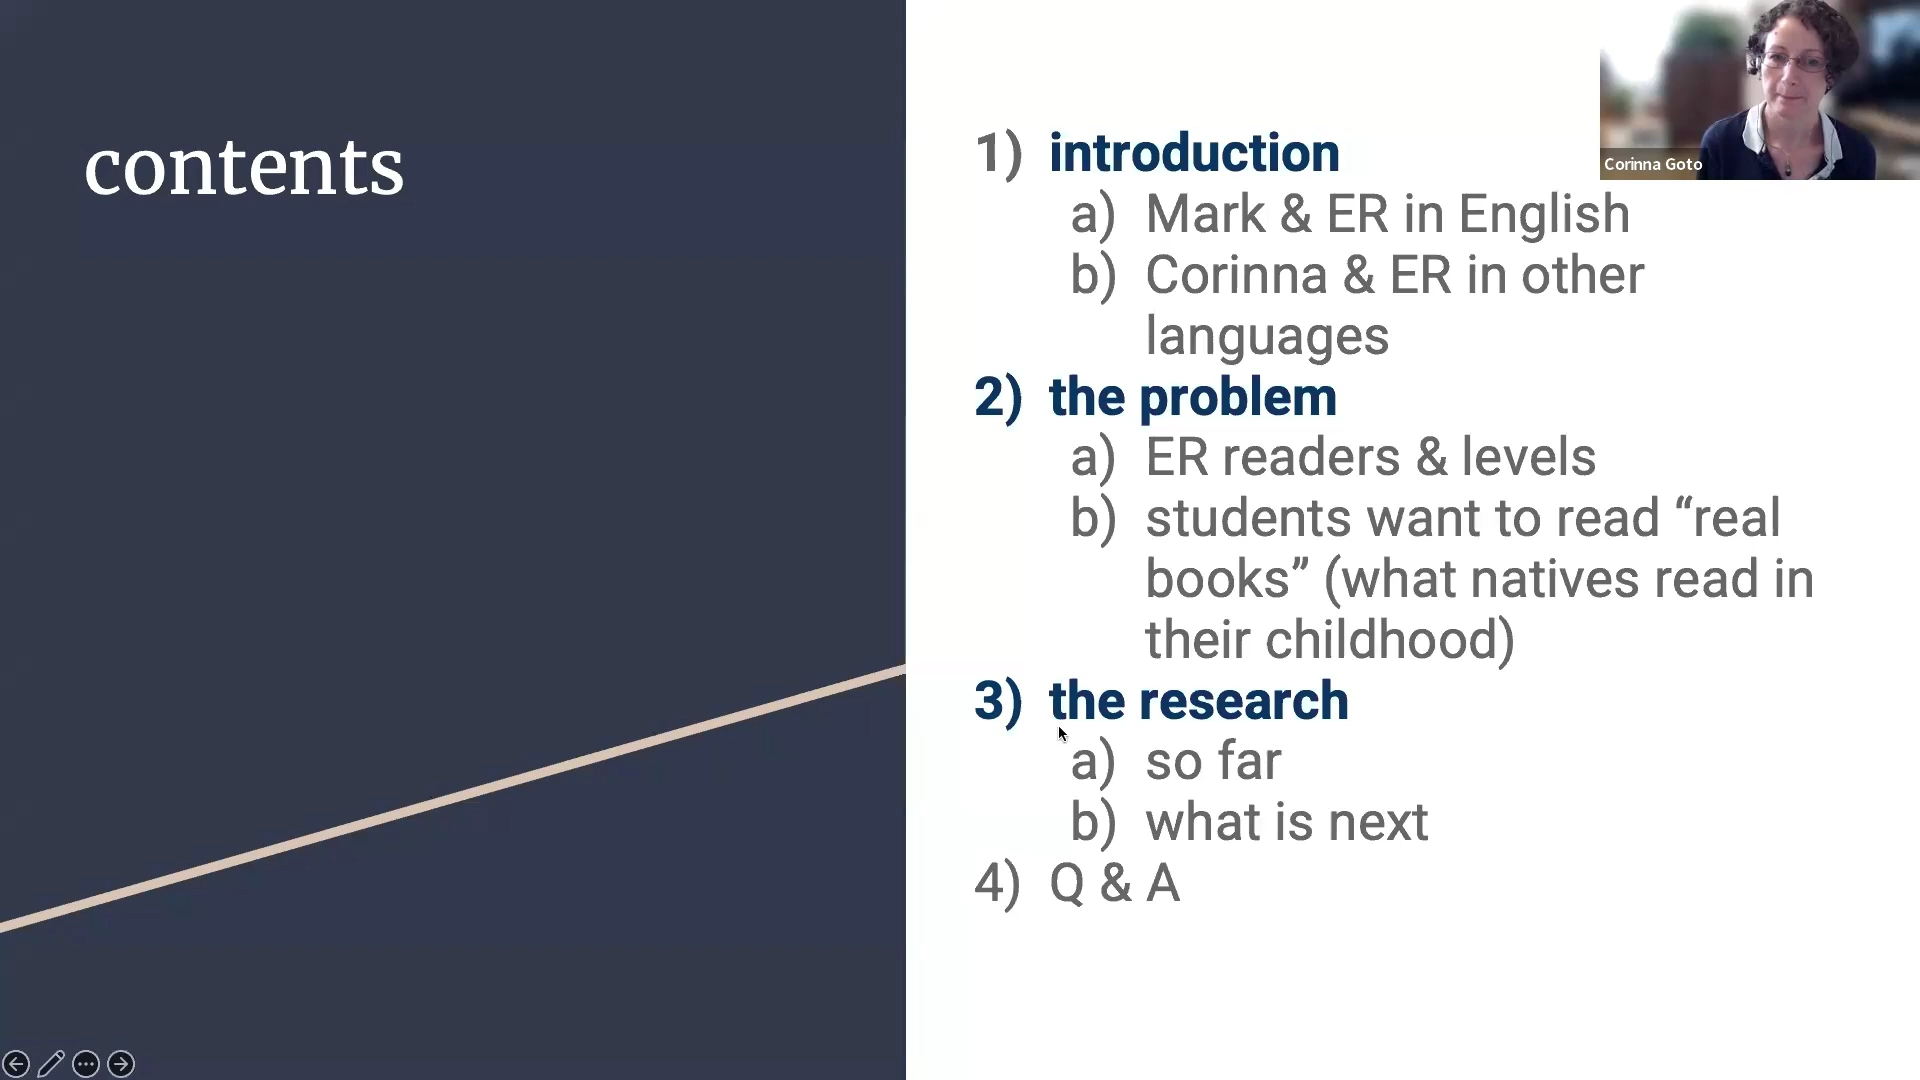 contents
1) introduction
a) Mark & ER in English
b) Corinna & ER in other
languages
2) the problem
a) ER readers & levels
b) students want to read “real
books” (what natives read in
their childhood)
3) the research
a) so far
b) what is next
4) Q & A
Corinna Goto